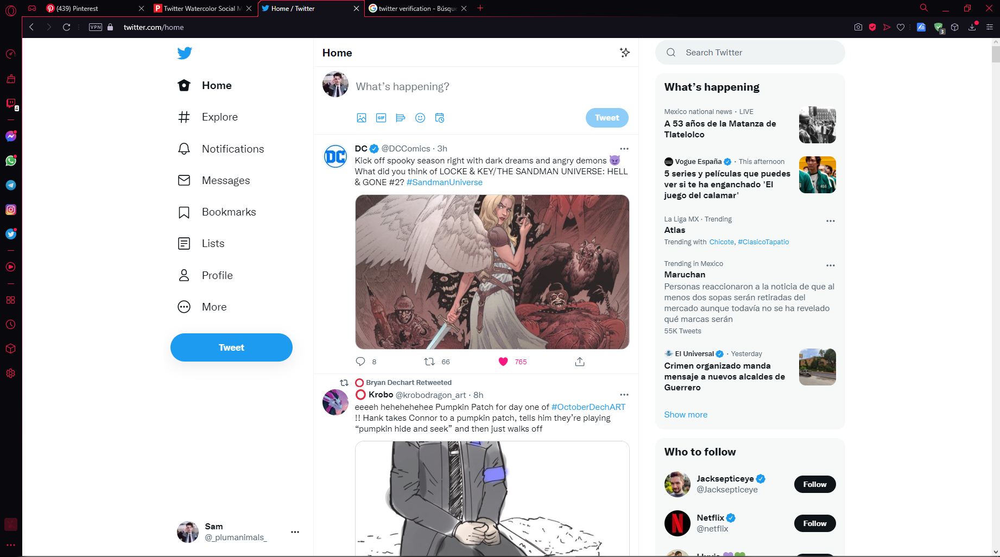 (439) Pinterest
Twitter Watercolor Social M
Home / Twitter
twitter verification - Búsque
VPN
twitter.com/home
3
4
Home
Explore
Notifications
Messages
Bookmarks
Lists
Profile
More
Tweet
Sam
@_plumanimals_
Home
What's happening?
GIF
Tweet
DC @DCComics · 3h
Kick off spooky season right with dark dreams and angry demons 😈
What did you think of LOCKE & KEY/THE SANDMAN UNIVERSE: HELL
& GONE #2? #SandmanUniverse
8 66 765
Bryan Dechart Retweeted
⭕ Krobo @krobodragon_art · 8h
eeeeh hehehehehee Pumpkin Patch for day one of #OctoberDechART
!! Hank takes Connor to a pumpkin patch, tells him they're playing
“pumpkin hide and seek” and then just walks off
Search Twitter
What's happening
Mexico national news · LIVE
A 53 años de la Matanza de
Tlatelolco
Vogue España · This afternoon
5 series y películas que puedes
ver si te ha enganchado 'El
juego del calamar'
La Liga MX · Trending
Atlas
Trending with Chicote, #ClasicoTapatio
Trending in Mexico
Maruchan
Personas reaccionaron a la noticia de que al
menos dos sopas serán retiradas del
mercado aunque todavía no se ha revelado
qué marcas serán
55K Tweets
El Universal · Yesterday
Crimen organizado manda
mensaje a nuevos alcaldes de
Guerrero
Show more
Who to follow
Jacksepticeye
@Jacksepticeye
Follow
Netflix
@netflix
Follow